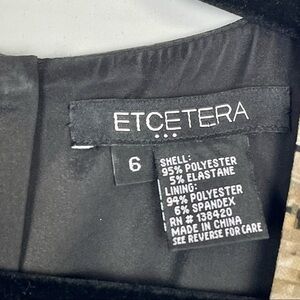 ETCETERA
6
SHELL:
95% POLYESTER
5% ELASTANE
LINING:
94% POLYESTER
6% SPANDEX
RN # 138420
MADE IN CHINA
SEE REVERSE FOR CARE